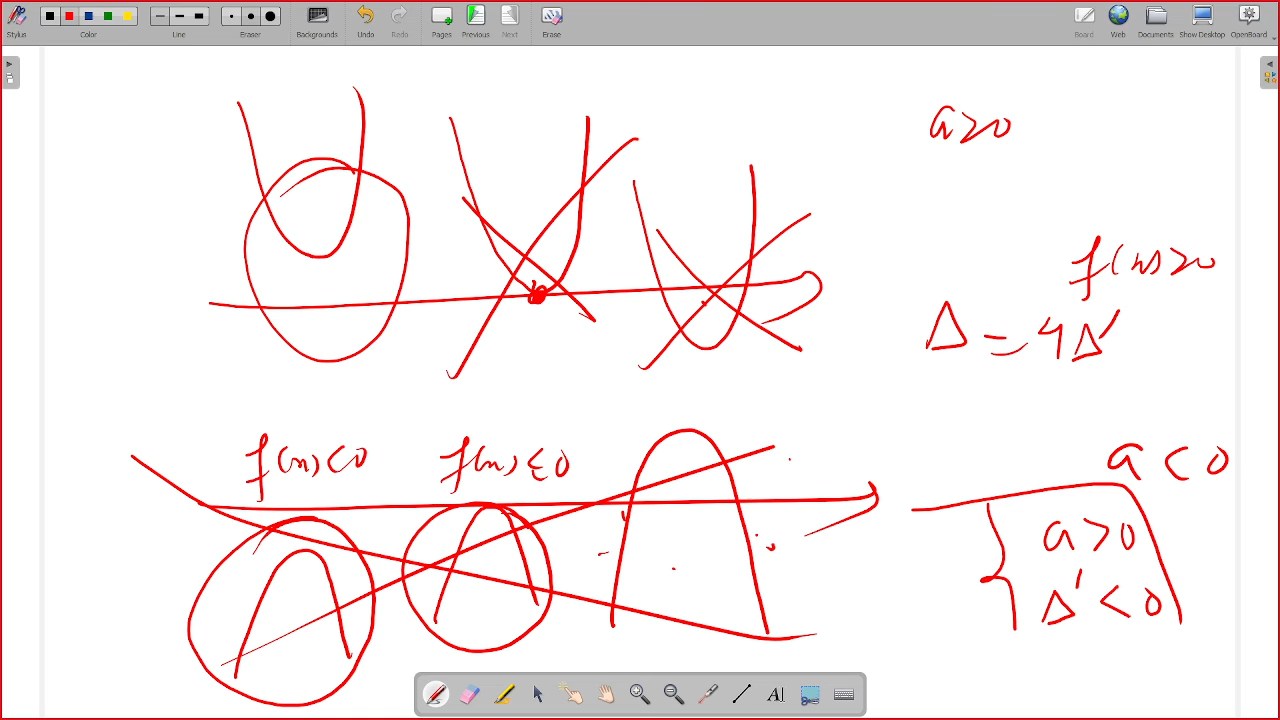 Stylus Color Line Eraser Backgrounds Undo Redo Pages Previous Next Erase Board Web Documents Show Desktop OpenBoard
a>0
f(x)>0
Δ = 4Δ'
f(x)<0 f(x)≤0 a<0
a>0
Δ'<0